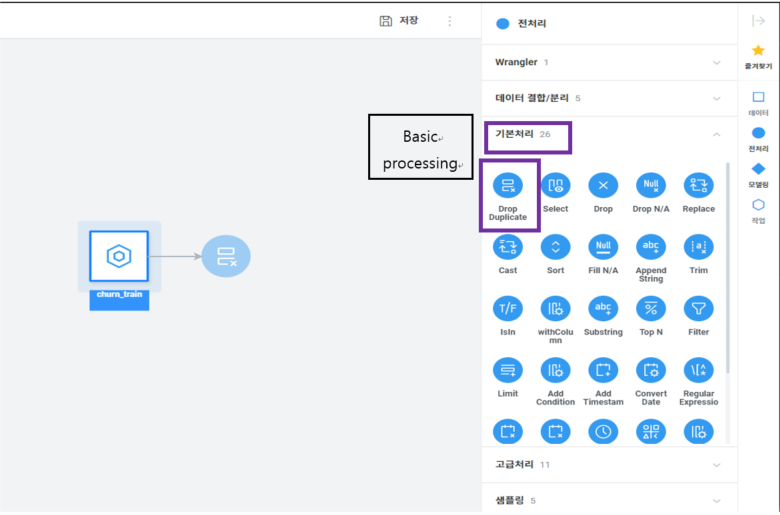 저장
전처리
Wrangler 1
데이터 결합/분리 5
기본처리 26
Basic
processing
Drop
Duplicate
Select
Drop
Drop N/A
Replace
Cast
Sort
Fill N/A
Append
String
Trim
IsIn
withColu
mn
Substring
Top N
Filter
Limit
Add
Condition
Add
Timestam
Convert
Date
Regular
Expressio
고급처리 11
샘플링 5
즐겨찾기
데이터
전처리
모델링
작업
churn_train
Null
Null
abc
a
T/F
abc